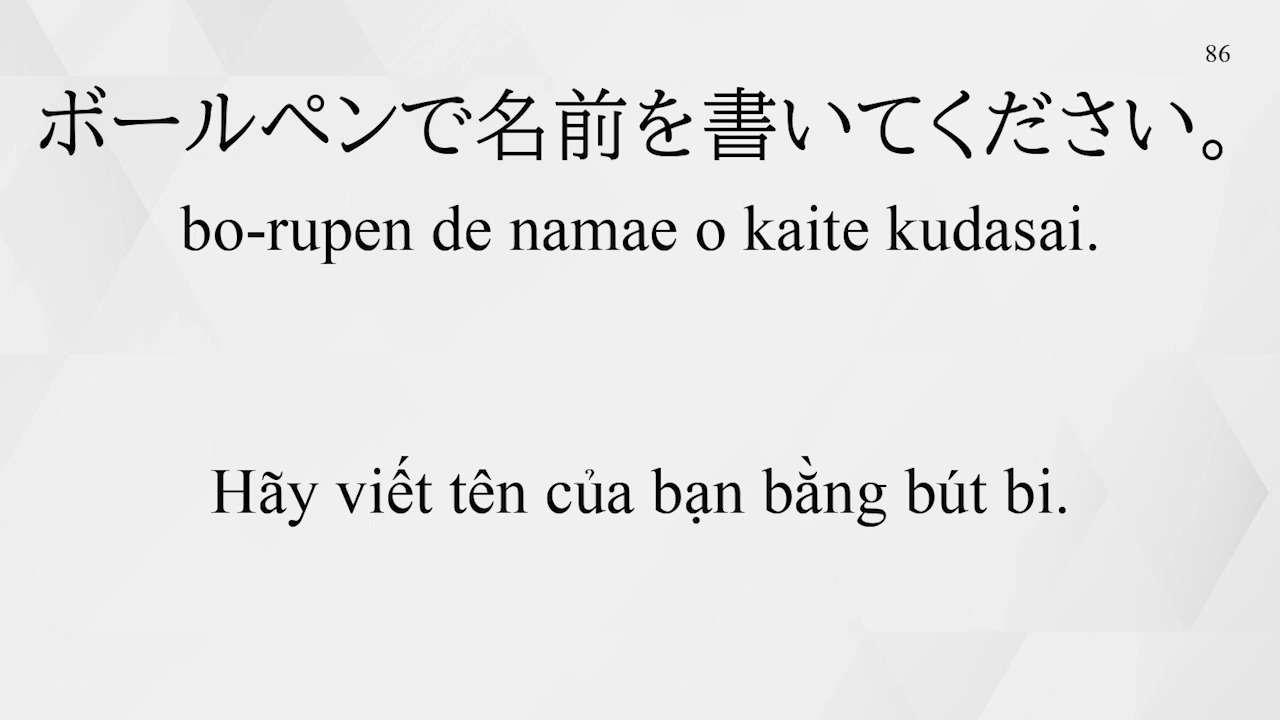 86
ボールペンで名前を書いてください。
bo-rupen de namae o kaite kudasai.
Hãy viết tên của bạn bằng bút bi.